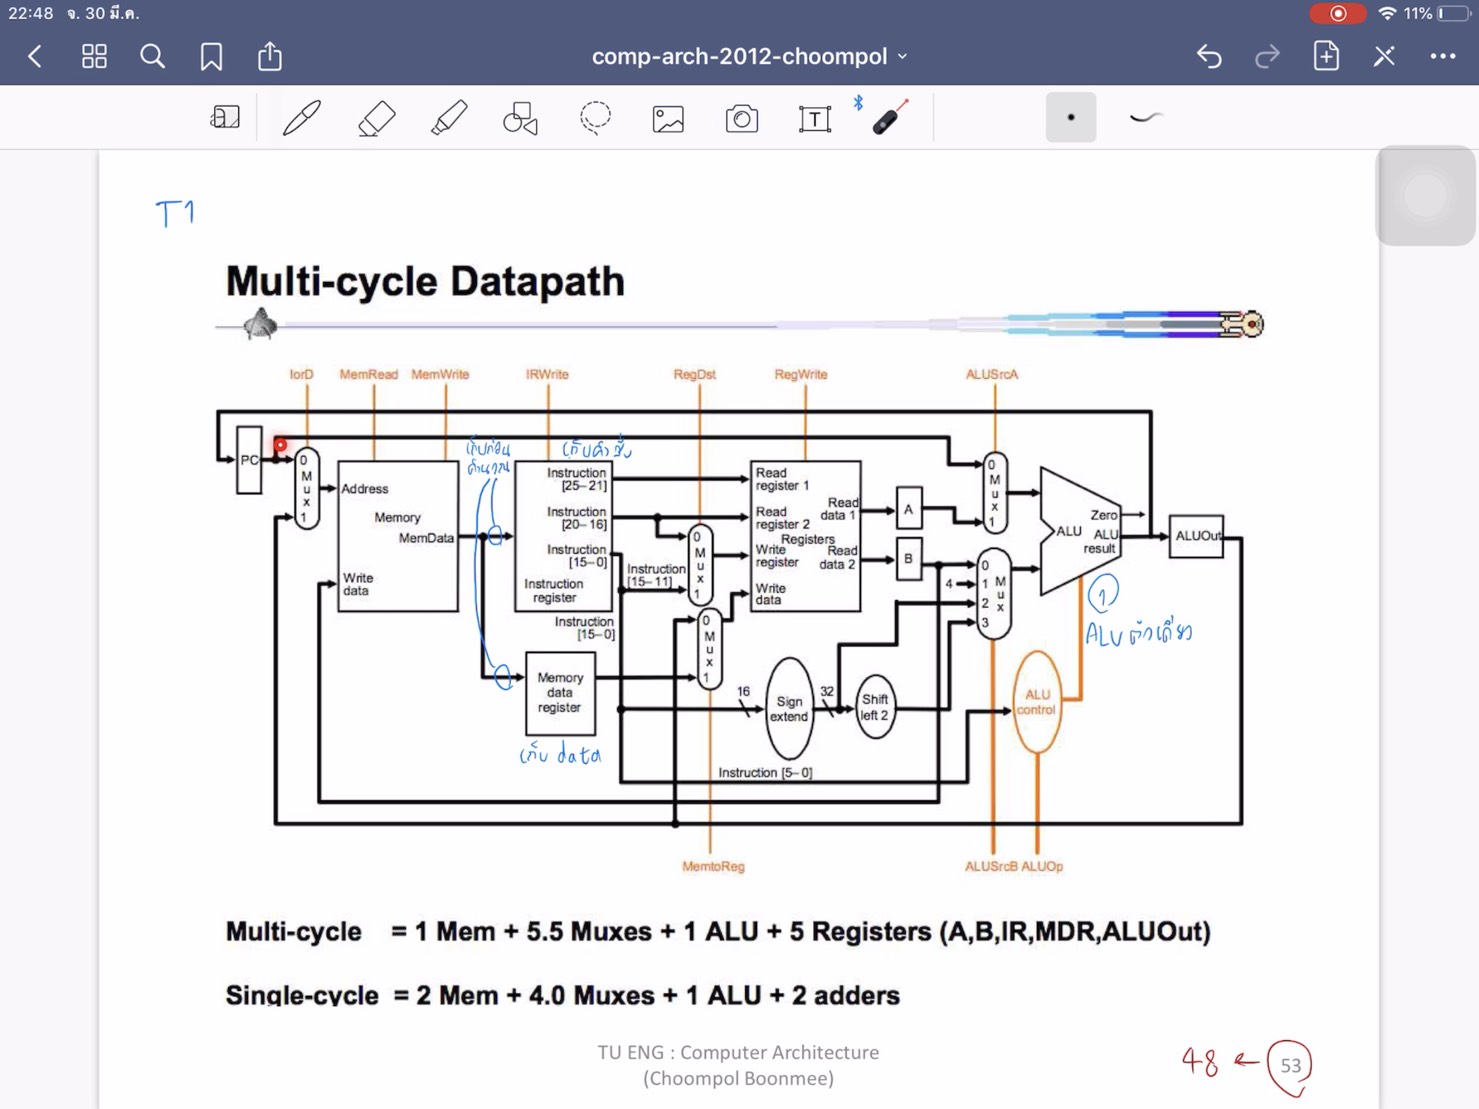 22:48 จ. 30 มี.ค.
11%
comp-arch-2012-choompol
T1
Multi-cycle Datapath
IorD MemRead MemWrite IRWrite RegDst RegWrite ALUSrcA
PC
0
M
u
x
1
Address
Memory
MemData
Write
data
เก็บก่อน
คำนวณ
เก็บคำสั่ง
Instruction
[25–21]
Instruction
[20–16]
Instruction
[15–0]
Instruction
register
Instruction
[15–11]
Instruction
[15–0]
0
M
u
x
1
0
M
u
x
1
Memory
data
register
เก็บ data
Read
register 1
Read
register 2
Registers
Write
register
Write
data
Read
data 1
Read
data 2
A
B
4
0
M
u
x
1
0
1
2
3
M
u
x
Zero
ALU
ALU
result
ALUOut
1
ALU ตัวเดียว
16
Sign
extend
32
Shift
left 2
ALU
control
Instruction [5–0]
MemtoReg ALUSrcB ALUOp
Multi-cycle = 1 Mem + 5.5 Muxes + 1 ALU + 5 Registers (A,B,IR,MDR,ALUOut)
Single-cycle = 2 Mem + 4.0 Muxes + 1 ALU + 2 adders
TU ENG : Computer Architecture
(Choompol Boonmee)
48 ← 53